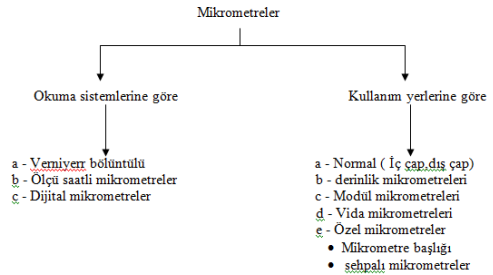 Mikrometreler
Okuma sistemlerine göre
a - Verniyerr bölüntülü
b - Ölçü saatli mikrometreler
c - Dijital mikrometreler
Kullanım yerlerine göre
a - Normal ( İç çap,dış çap)
b - derinlik mikrometreleri
c - Modül mikrometreleri
d - Vida mikrometreleri
e - Özel mikrometreler
• Mikrometre başlığı
• sehpalı mikrometreler